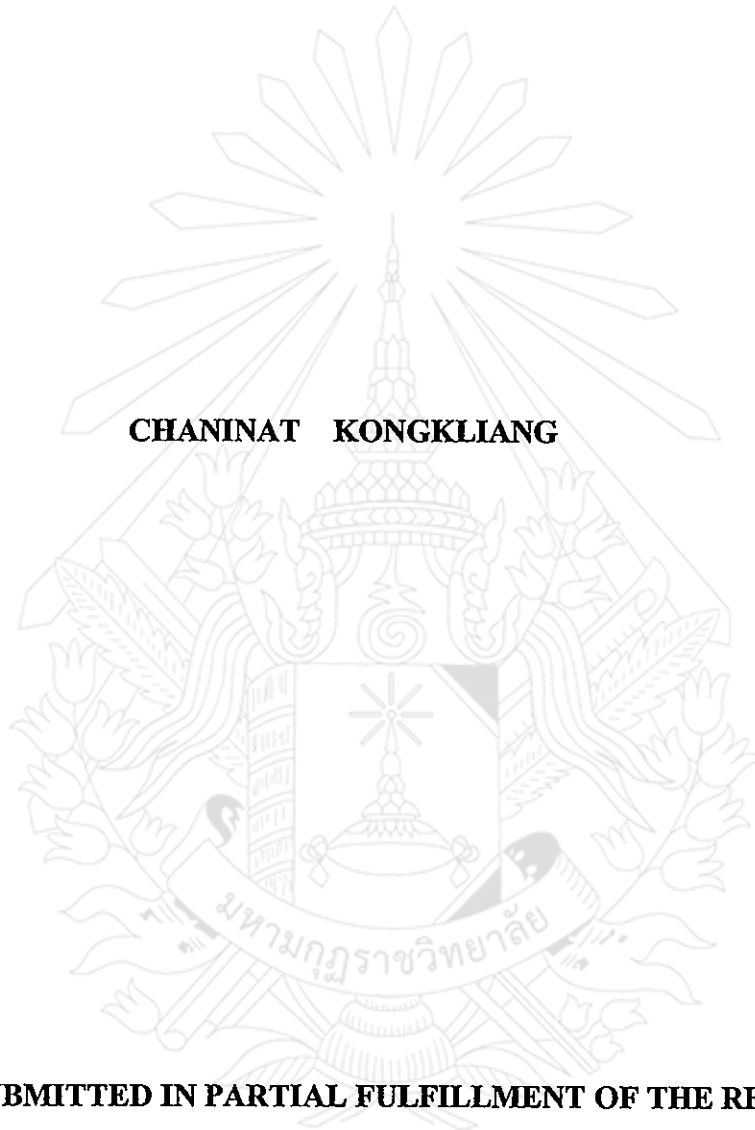 CHANINAT KONGKLIANG
มหามกุฏราชวิทยาลัย
BMITTED IN PARTIAL FULFILLMENT OF THE RE